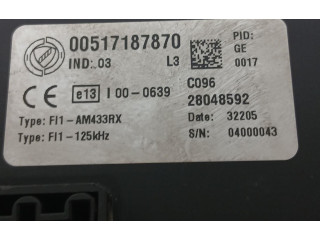 00517187870
PID:
GE
0017
IND:.03
L3
CE
e13
I 00-0639
C096
28048592
Type: FI1-AM433RX
Date: 32205
Type: FI1-125kHz
S/N: 04000043